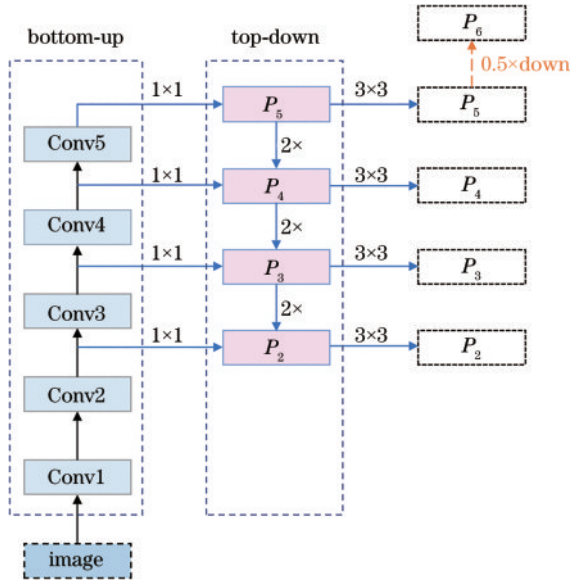 P₆
bottom-up
top-down
0.5×down
1×1
P₅
3×3
P₅
Conv5
2×
1×1
P₄
3×3
P₄
Conv4
2×
1×1
P₃
3×3
P₃
Conv3
2×
1×1
P₂
3×3
P₂
Conv2
Conv1
image